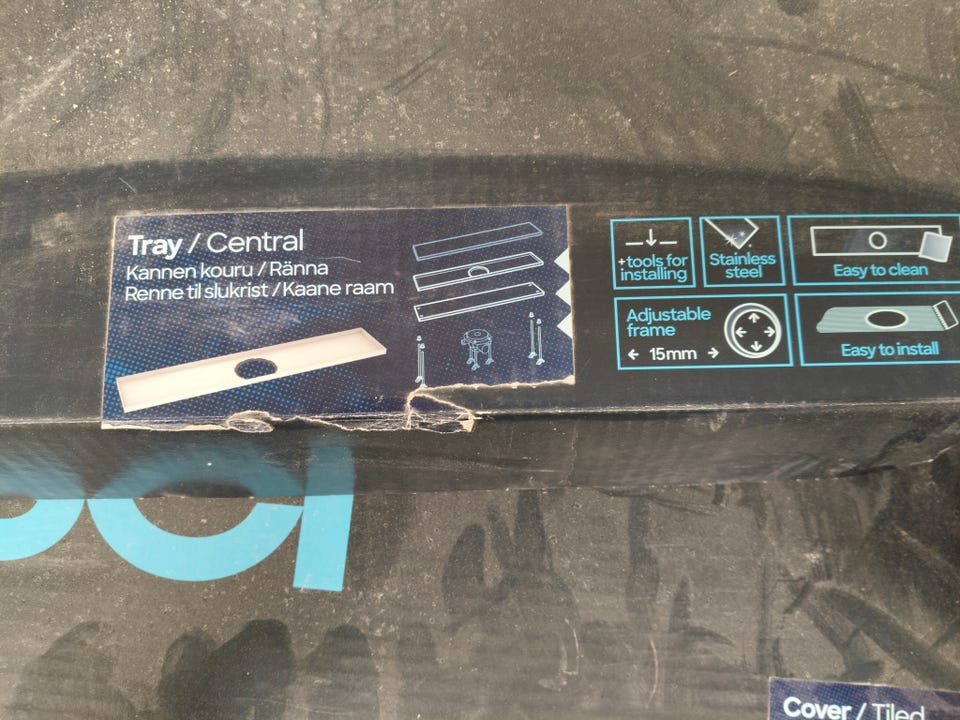 Tray / Central
Kannen kouru / Ränna
Renne til slukrist / Kaane raam
+tools for
installing
Stainless
steel
Easy to clean
Adjustable
frame
15mm
Easy to install
Cover / Tiled